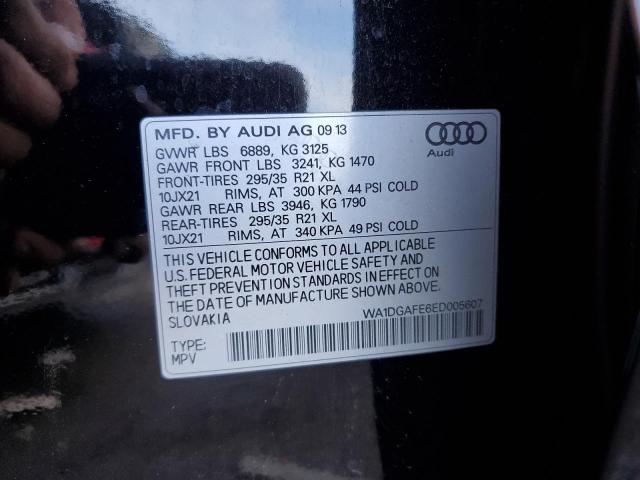 MFD. BY AUDI AG 09 13
GVWR LBS 6889, KG 3125
GAWR FRONT LBS 3241, KG 1470
FRONT-TIRES 295/35 R21 XL
10JX21 RIMS, AT 300 KPA 44 PSI COLD
GAWR REAR LBS 3946, KG 1790
REAR-TIRES 295/35 R21 XL
10JX21 RIMS, AT 340 KPA 49 PSI COLD
Audi
THIS VEHICLE CONFORMS TO ALL APPLICABLE
U.S. FEDERAL MOTOR VEHICLE SAFETY AND
THEFT PREVENTION STANDARDS IN EFFECT ON
THE DATE OF MANUFACTURE SHOWN ABOVE
SLOVAKIA
WA1DGAFE6ED005607
TYPE:
MPV